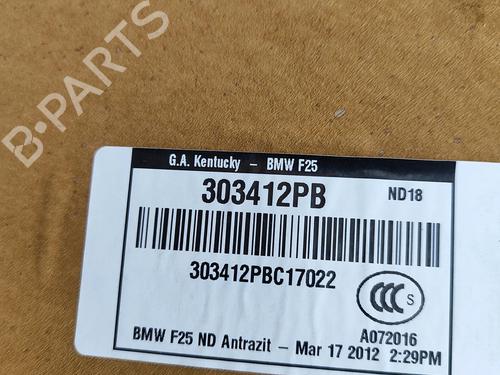 B-PARTS
G.A. Kentucky – BMW F25
303412PB ND18
303412PBC17022
CCC S
A072016
BMW F25 ND Antrazit – Mar 17 2012 2:29PM